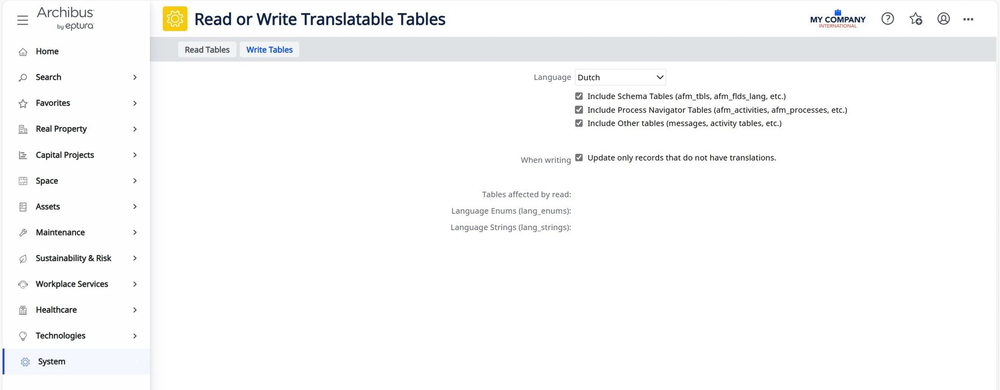 Archibus®
by eptura
Read or Write Translatable Tables
MY COMPANY
INTERNATIONAL
Read Tables
Write Tables
Home
Search
Favorites
Real Property
Capital Projects
Space
Assets
Maintenance
Sustainability & Risk
Workplace Services
Healthcare
Technologies
System
Language Dutch
Include Schema Tables (afm_tbls, afm_flds_lang, etc.)
Include Process Navigator Tables (afm_activities, afm_processes, etc.)
Include Other tables (messages, activity tables, etc.)
When writing Update only records that do not have translations.
Tables affected by read:
Language Enums (lang_enums):
Language Strings (lang_strings):